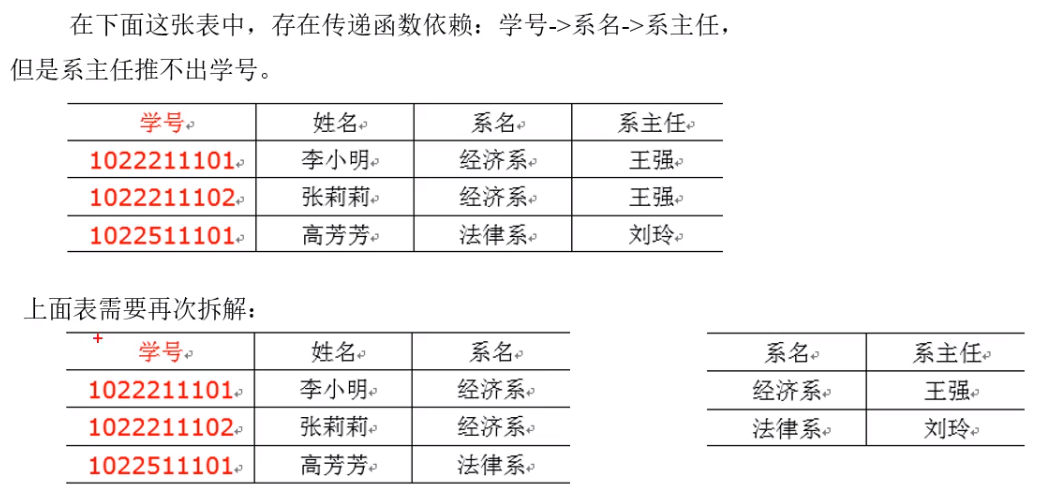 在下面这张表中，存在传递函数依赖：学号->系名->系主任，
但是系主任推不出学号。
学号 姓名 系名 系主任
1022211101 李小明 经济系 王强
1022211102 张莉莉 经济系 王强
1022511101 高芳芳 法律系 刘玲
上面表需要再次拆解：
学号 姓名 系名
1022211101 李小明 经济系
1022211102 张莉莉 经济系
1022511101 高芳芳 法律系
系名 系主任
经济系 王强
法律系 刘玲